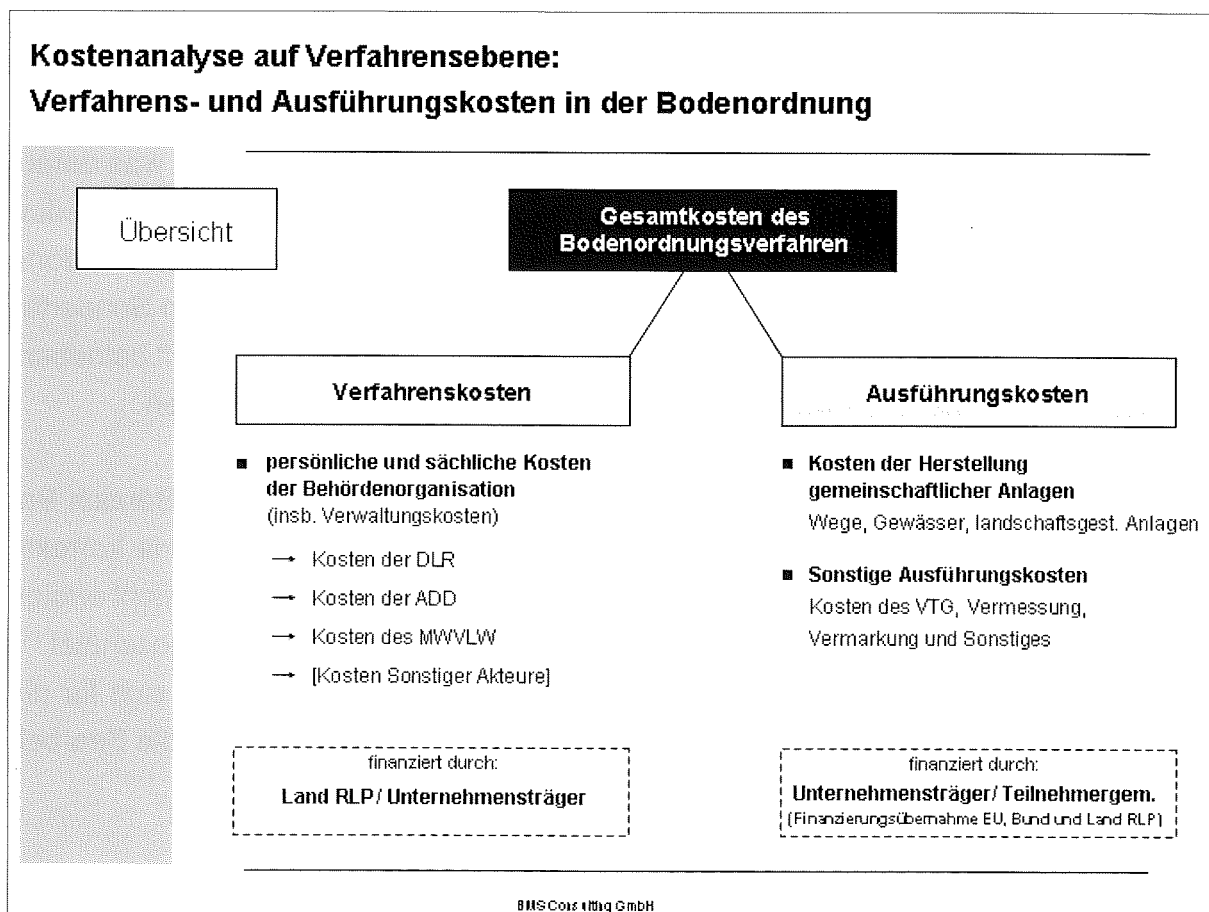 Kostenanalyse auf Verfahrensebene:
Verfahrens- und Ausführungskosten in der Bodenordnung
Übersicht
Gesamtkosten des
Bodenordnungsverfahren
Verfahrenskosten
■ persönliche und sächliche Kosten
der Behördenorganisation
(insb. Verwaltungskosten)
→ Kosten der DLR
→ Kosten der ADD
→ Kosten des MWVLW
→ [Kosten Sonstiger Akteure]
finanziert durch:
Land RLP/ Unternehmensträger
Ausführungskosten
■ Kosten der Herstellung
gemeinschaftlicher Anlagen
Wege, Gewässer, landschaftsgest. Anlagen
■ Sonstige Ausführungskosten
Kosten des VTG, Vermessung,
Vermarkung und Sonstiges
finanziert durch:
Unternehmensträger/ Teilnehmergem.
(Finanzierungsübernahme EU, Bund und Land RLP)
BMS Consulting GmbH